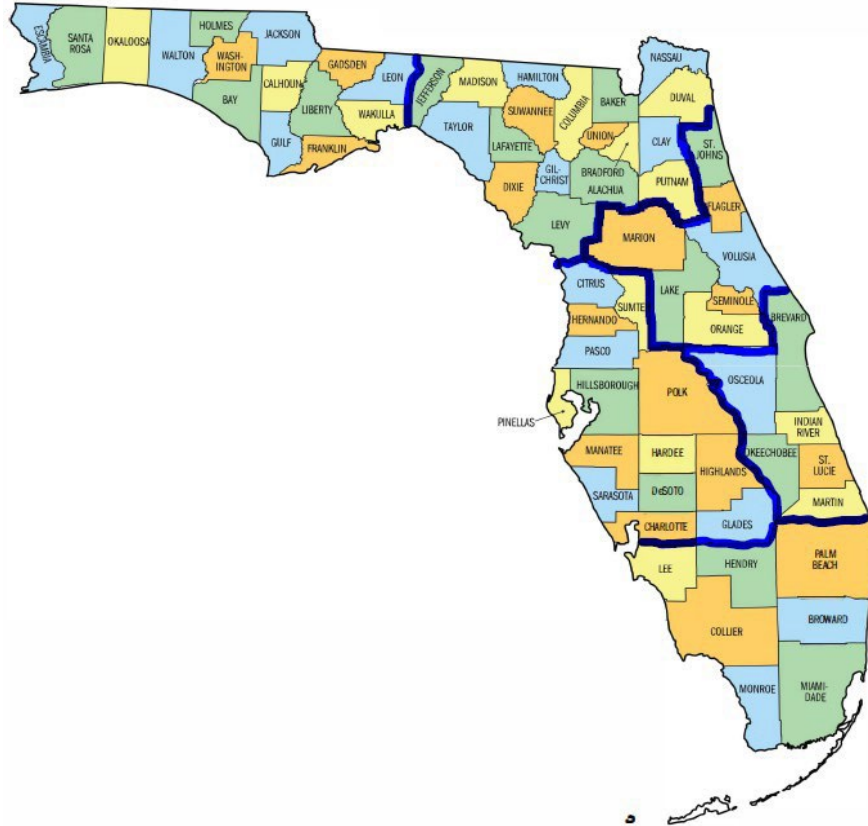 ESCAMBIA
SANTA
ROSA
OKALOOSA
WALTON
HOLMES
WASH-
INGTON
JACKSON
BAY
CALHOUN
GULF
LIBERTY
GADSDEN
FRANKLIN
LEON
WAKULLA
JEFFERSON
MADISON
TAYLOR
HAMILTON
SUWANNEE
LAFAYETTE
DIXIE
COLUMBIA
GIL-
CHRIST
LEVY
BAKER
UNION
BRADFORD
ALACHUA
NASSAU
DUVAL
CLAY
ST.
JOHNS
PUTNAM
FLAGLER
MARION
VOLUSIA
CITRUS
SUMTE
LAKE
SEMINOLE
ORANGE
BREVARD
HERNANDO
PASCO
HILLSBOROUGH
PINELLAS
POLK
OSCEOLA
INDIAN
RIVER
MANATEE
HARDEE
HIGHLANDS
OKEECHOBEE
ST.
LUCIE
SARASOTA
DeSOTO
MARTIN
CHARLOTTE
GLADES
LEE
HENDRY
PALM
BEACH
COLLIER
BROWARD
MONROE
MIAMI-
DADE